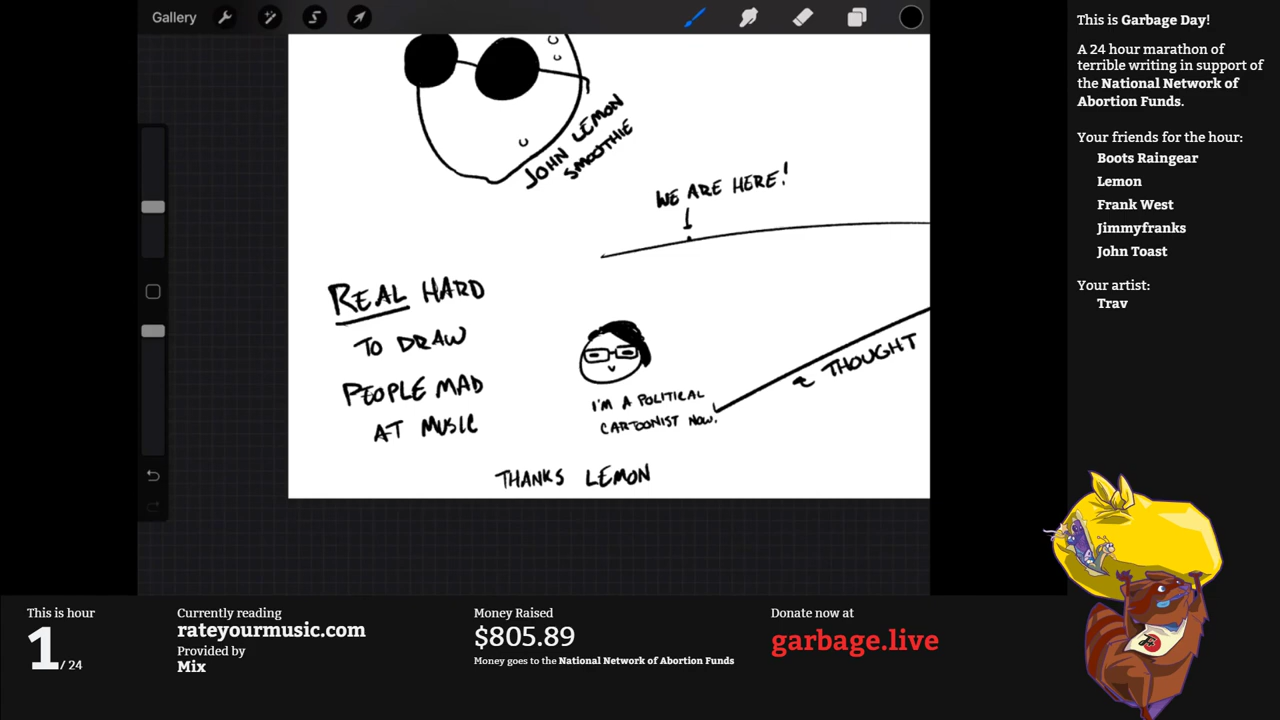 Gallery
JOHN LEMON
SMOOTHIE
WE ARE HERE!
REAL HARD
TO DRAW
PEOPLE MAD
AT MUSIC
I'M A POLITICAL
CARTOONIST NOW!
THOUGHT
THANKS LEMON
This is Garbage Day!
A 24 hour marathon of
terrible writing in support of
the National Network of
Abortion Funds.
Your friends for the hour:
Boots Raingear
Lemon
Frank West
Jimmyfranks
John Toast
Your artist:
Trav
This is hour
1 / 24
Currently reading
rateyourmusic.com
Provided by
Mix
Money Raised
$805.89
Money goes to the National Network of Abortion Funds
Donate now at
garbage.live